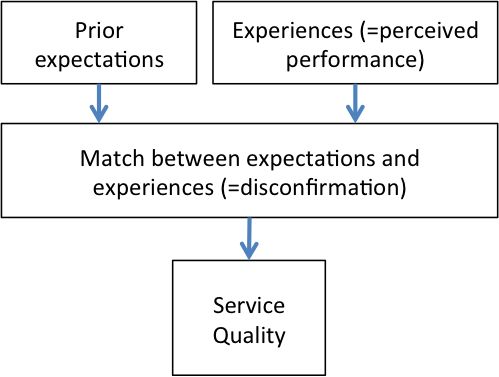 Prior
expectations
Experiences (=perceived
performance)
Match between expectations and
experiences (=disconfirmation)
Service
Quality